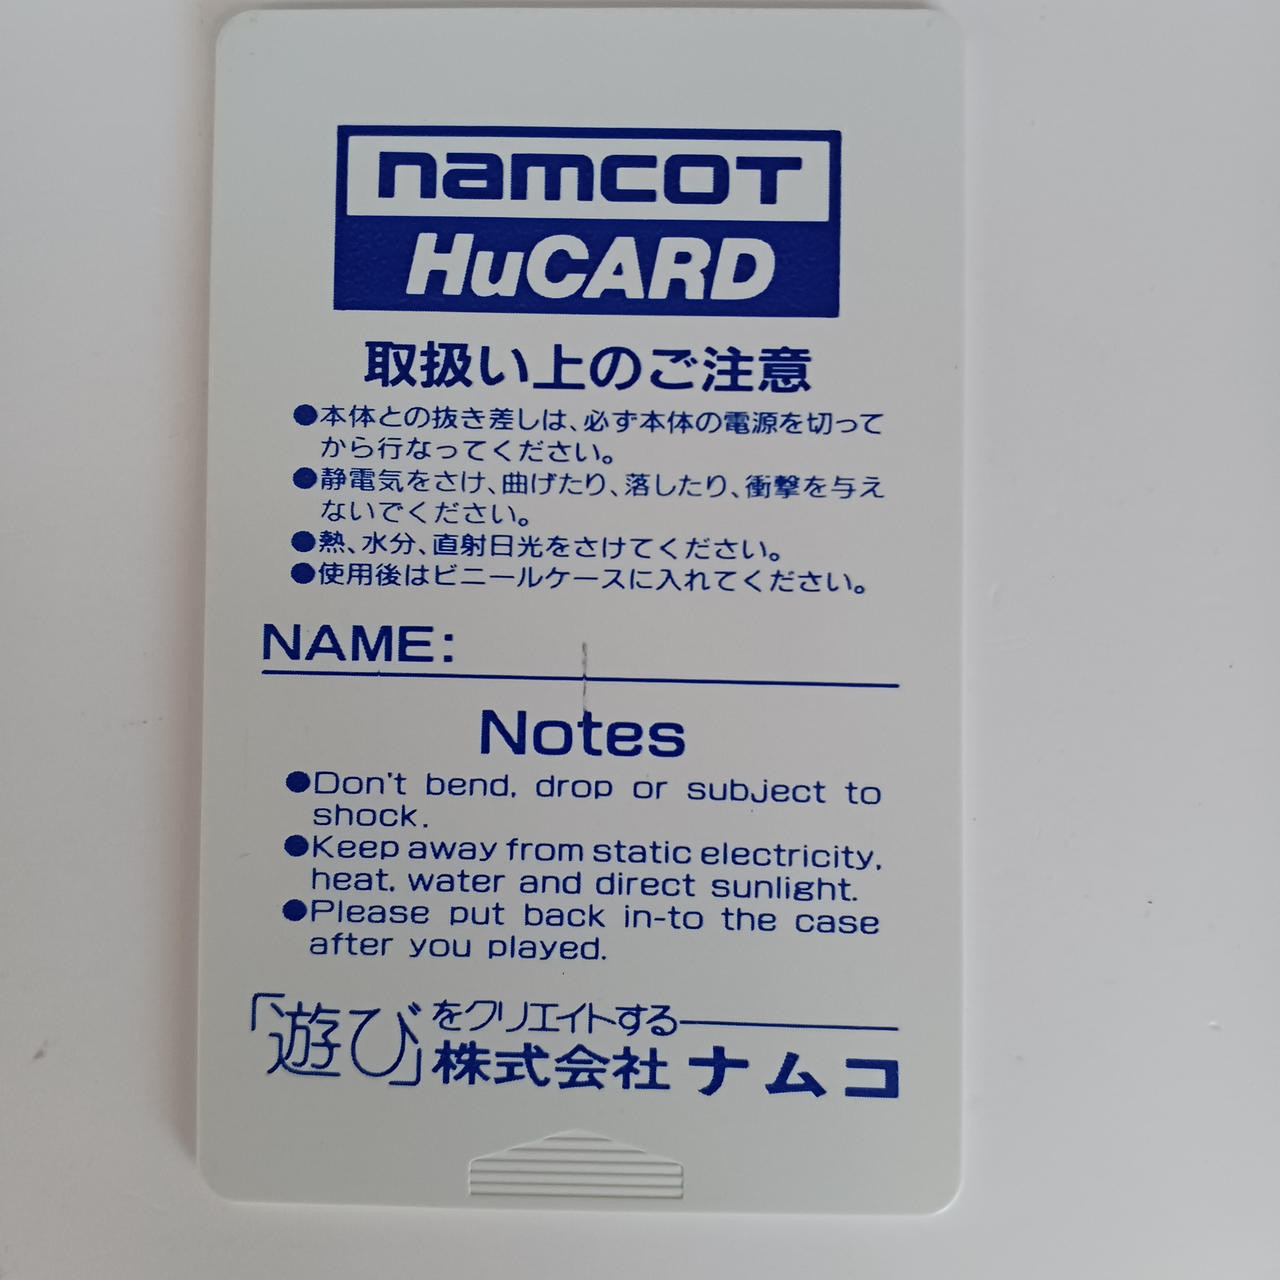 namcoT
HuCARD
取扱い上のご注意
●本体との抜き差しは、必ず本体の電源を切って
から行なってください。
●静電気をさけ、曲げたり、落したり、衝撃を与え
ないでください。
●熱、水分、直射日光をさけてください。
●使用後はビニールケースに入れてください。
NAME:
Notes
●Don't bend, drop or subject to
shock.
●Keep away from static electricity,
heat, water and direct sunlight.
●Please put back in-to the case
after you played.
「遊び」をクリエイトする
株式会社ナムコ